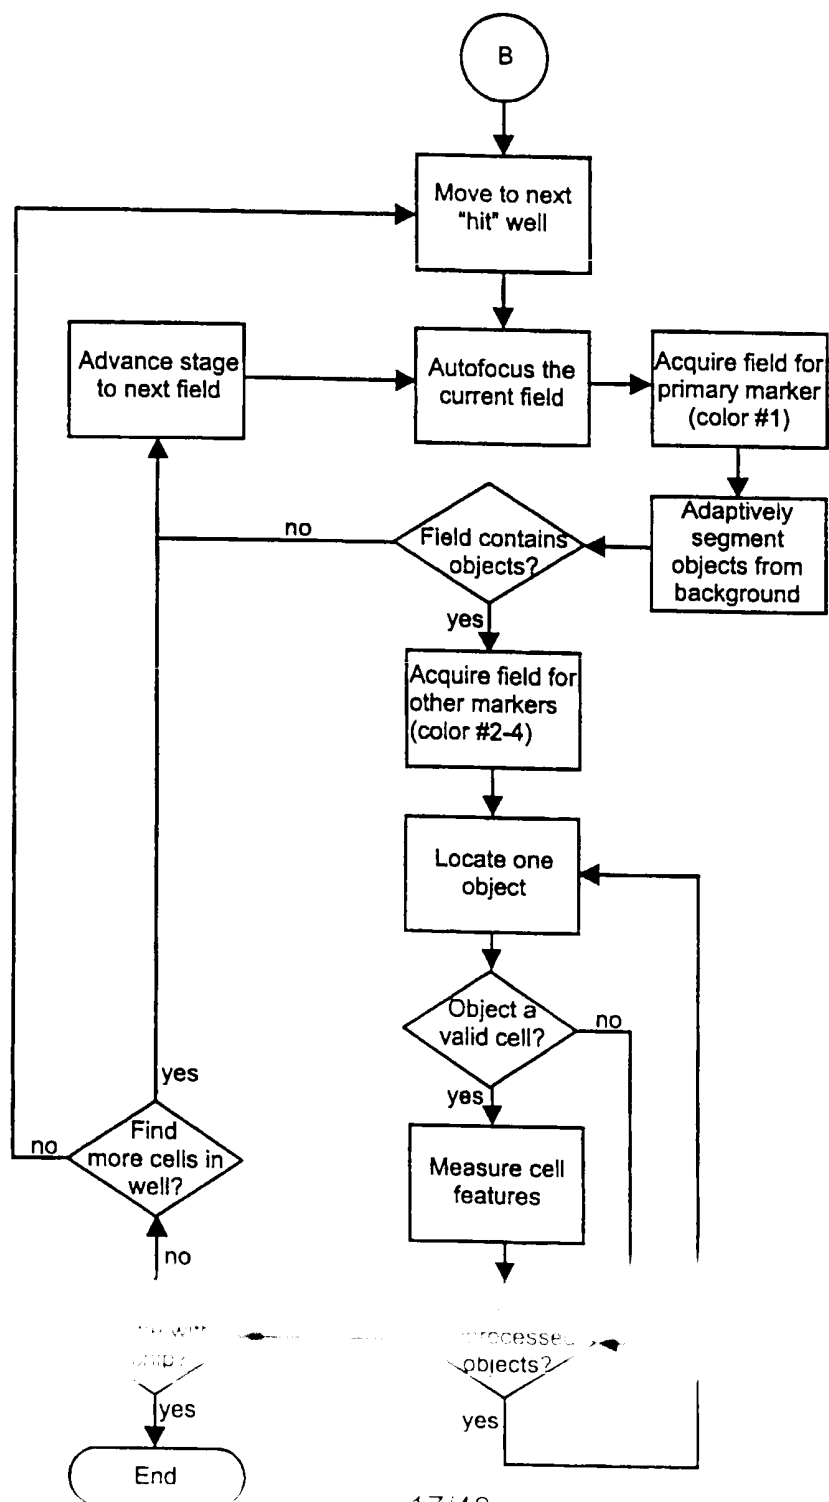 B
Move to next
"hit" well
Advance stage
to next field
Autofocus the
current field
Acquire field for
primary marker
(color #1)
no
Field contains
objects?
Adaptively
segment
objects from
background
yes
Acquire field for
other markers
(color #2-4)
Locate one
object
Object a
valid cell?
no
yes
yes
Find
more cells in
well?
no
Measure cell
features
no
objects?
yes
yes
End